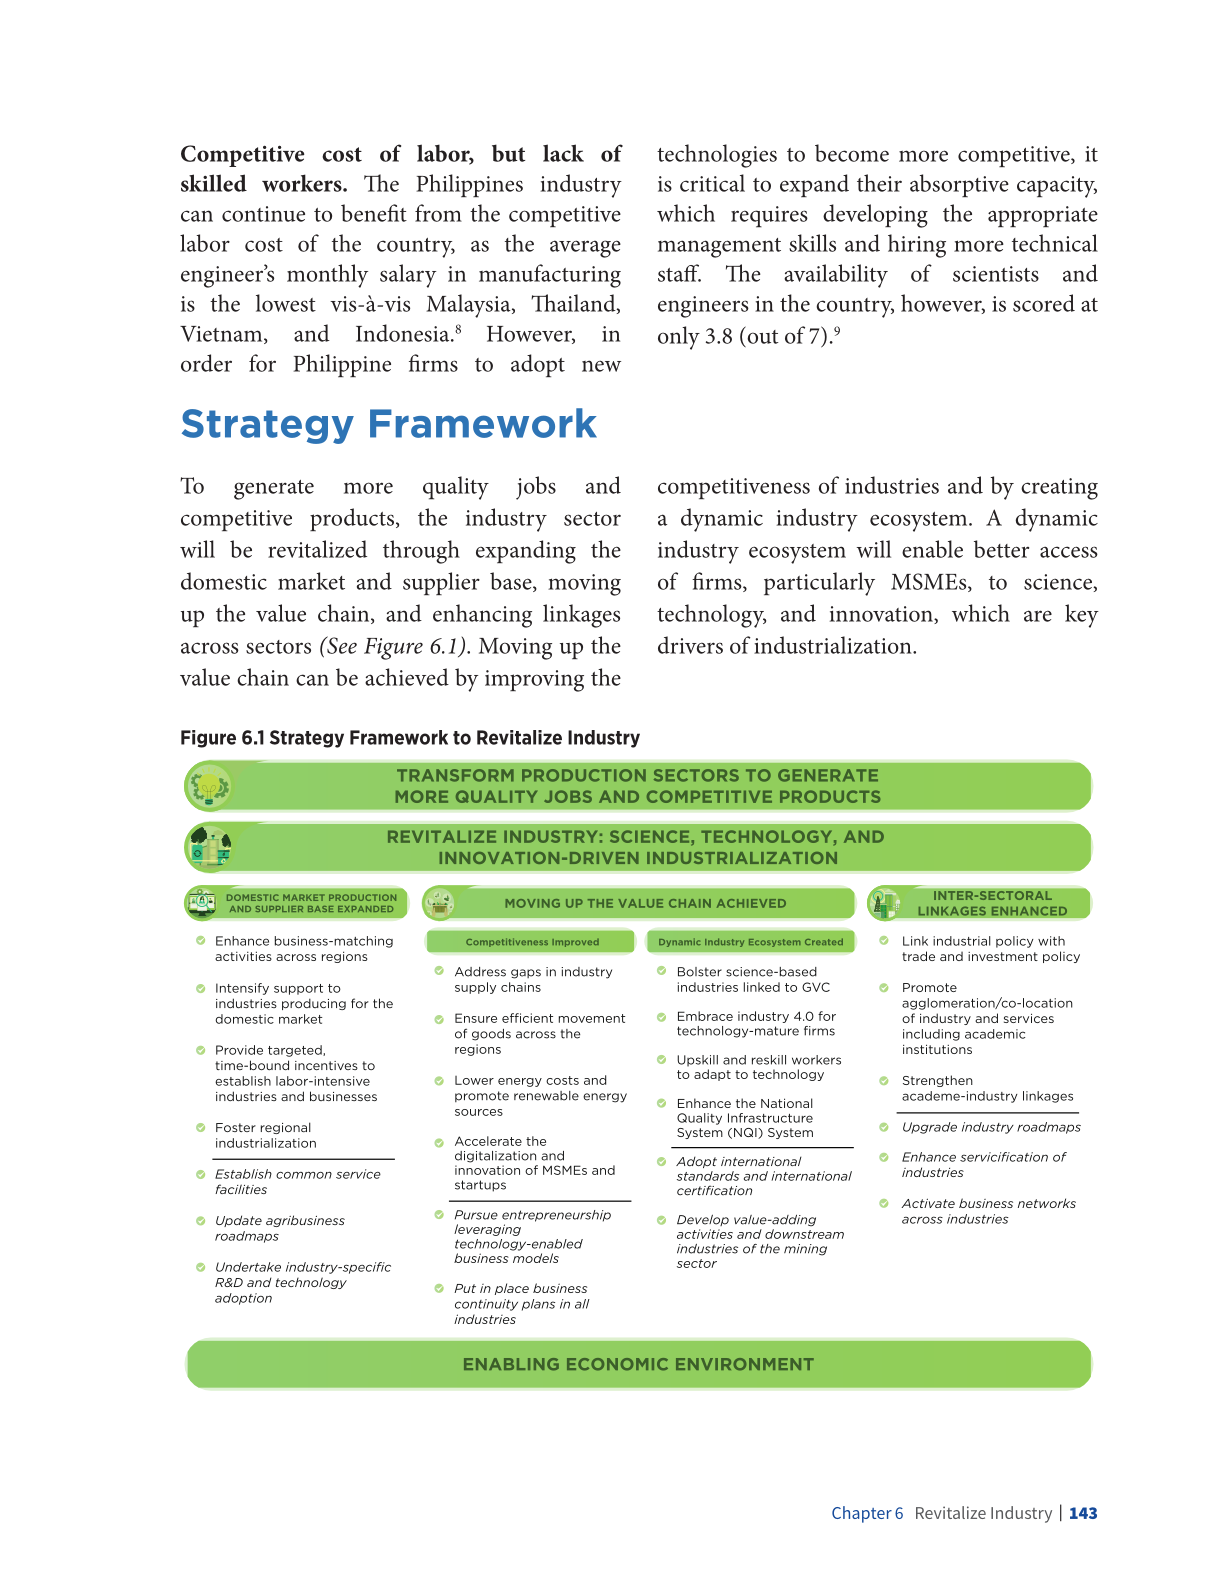 Competitive cost of labor, but lack of
skilled workers. The Philippines industry
can continue to benefit from the competitive
labor cost of the country, as the average
engineer's monthly salary in manufacturing
is the lowest vis-à-vis Malaysia, Thailand,
Vietnam, and Indonesia.8 However, in
order for Philippine firms to adopt new
technologies to become more competitive, it
is critical to expand their absorptive capacity,
which requires developing the appropriate
management skills and hiring more technical
staff. The availability of scientists and
engineers in the country, however, is scored at
only 3.8 (out of 7).9
Strategy Framework
To generate more quality jobs and
competitive products, the industry sector
will be revitalized through expanding the
domestic market and supplier base, moving
up the value chain, and enhancing linkages
across sectors (See Figure 6.1). Moving up the
value chain can be achieved by improving the
competitiveness of industries and by creating
a dynamic industry ecosystem. A dynamic
industry ecosystem will enable better access
of firms, particularly MSMEs, to science,
technology, and innovation, which are key
drivers of industrialization.
Figure 6.1 Strategy Framework to Revitalize Industry
TRANSFORM PRODUCTION SECTORS TO GENERATE
MORE QUALITY JOBS AND COMPETITIVE PRODUCTS
REVITALIZE INDUSTRY: SCIENCE, TECHNOLOGY, AND
INNOVATION-DRIVEN INDUSTRIALIZATION
DOMESTIC MARKET PRODUCTION
AND SUPPLIER BASE EXPANDED
Enhance business-matching
activities across regions
Intensify support to
industries producing for the
domestic market
Provide targeted,
time-bound incentives to
establish labor-intensive
industries and businesses
Foster regional
industrialization
Establish common service
facilities
Update agribusiness
roadmaps
Undertake industry-specific
R&D and technology
adoption
MOVING UP THE VALUE CHAIN ACHIEVED
Competitiveness Improved
Address gaps in industry
supply chains
Ensure efficient movement
of goods across the
regions
Lower energy costs and
promote renewable energy
sources
Accelerate the
digitalization and
innovation of MSMEs and
startups
Pursue entrepreneurship
leveraging
technology-enabled
business models
Put in place business
continuity plans in all
industries
Dynamic Industry Ecosystem Created
Bolster science-based
industries linked to GVC
Embrace industry 4.0 for
technology-mature firms
Upskill and reskill workers
to adapt to technology
Enhance the National
Quality Infrastructure
System (NQI) System
Adopt international
standards and international
certification
Develop value-adding
activities and downstream
industries of the mining
sector
INTER-SECTORAL
LINKAGES ENHANCED
Link industrial policy with
trade and investment policy
Promote
agglomeration/co-location
of industry and services
including academic
institutions
Strengthen
academe-industry linkages
Upgrade industry roadmaps
Enhance servicification of
industries
Activate business networks
across industries
ENABLING ECONOMIC ENVIRONMENT
Chapter 6 Revitalize Industry | 143